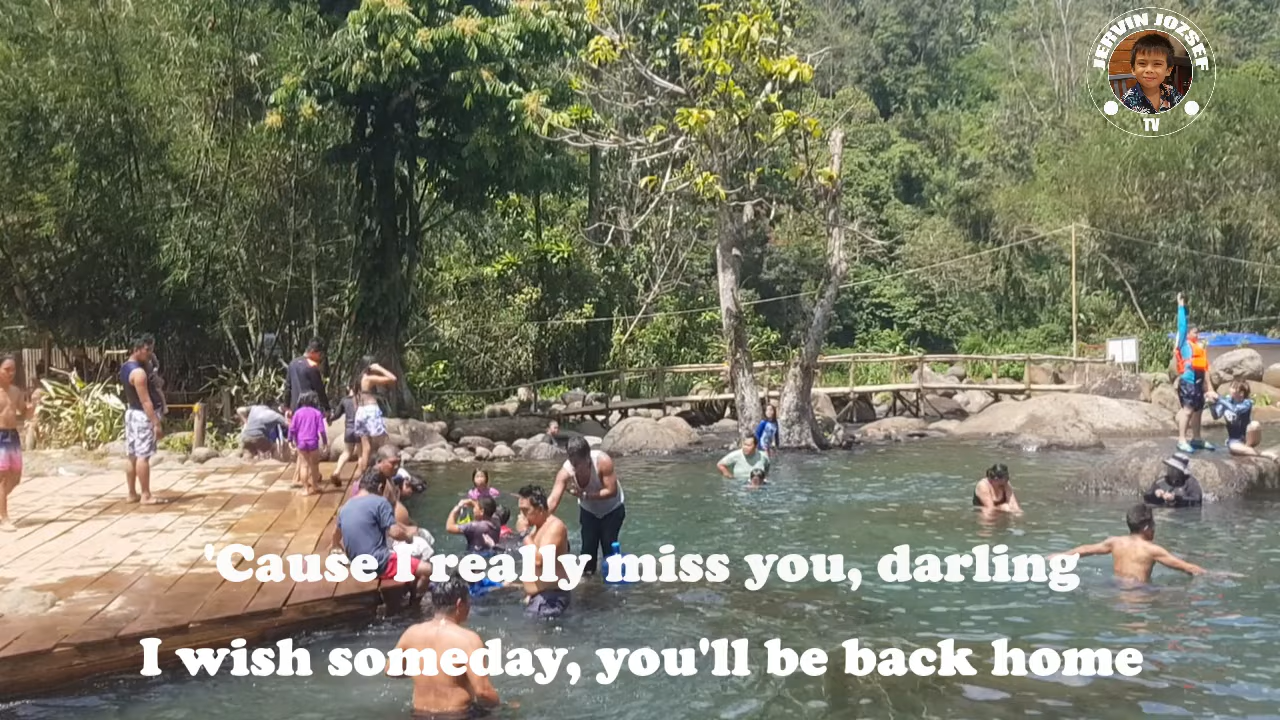 JERVIN JOZSEF
TV
'Cause I really miss you, darling
I wish someday, you'll be back home